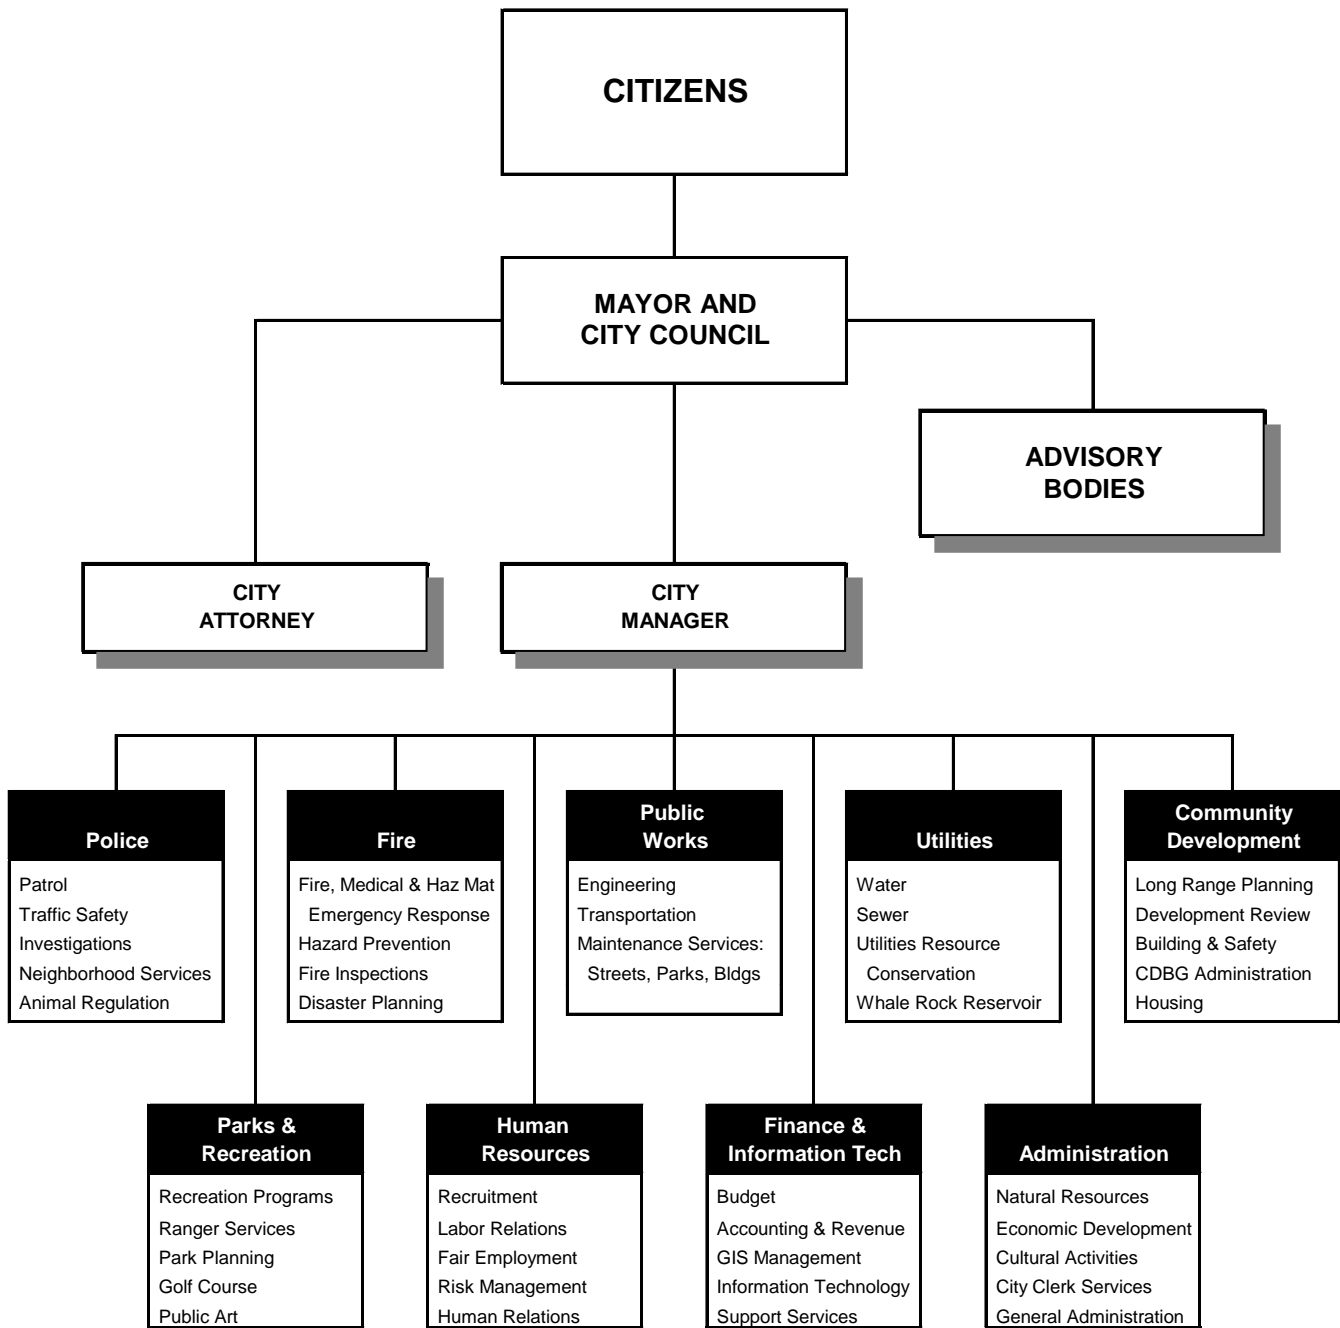 CITIZENS
MAYOR AND
CITY COUNCIL
ADVISORY
BODIES
CITY
ATTORNEY
CITY
MANAGER
Police
Patrol
Traffic Safety
Investigations
Neighborhood Services
Animal Regulation
Fire
Fire, Medical & Haz Mat
Emergency Response
Hazard Prevention
Fire Inspections
Disaster Planning
Public
Works
Engineering
Transportation
Maintenance Services:
Streets, Parks, Bldgs
Utilities
Water
Sewer
Utilities Resource
Conservation
Whale Rock Reservoir
Community
Development
Long Range Planning
Development Review
Building & Safety
CDBG Administration
Housing
Parks &
Recreation
Recreation Programs
Ranger Services
Park Planning
Golf Course
Public Art
Human
Resources
Recruitment
Labor Relations
Fair Employment
Risk Management
Human Relations
Finance &
Information Tech
Budget
Accounting & Revenue
GIS Management
Information Technology
Support Services
Administration
Natural Resources
Economic Development
Cultural Activities
City Clerk Services
General Administration